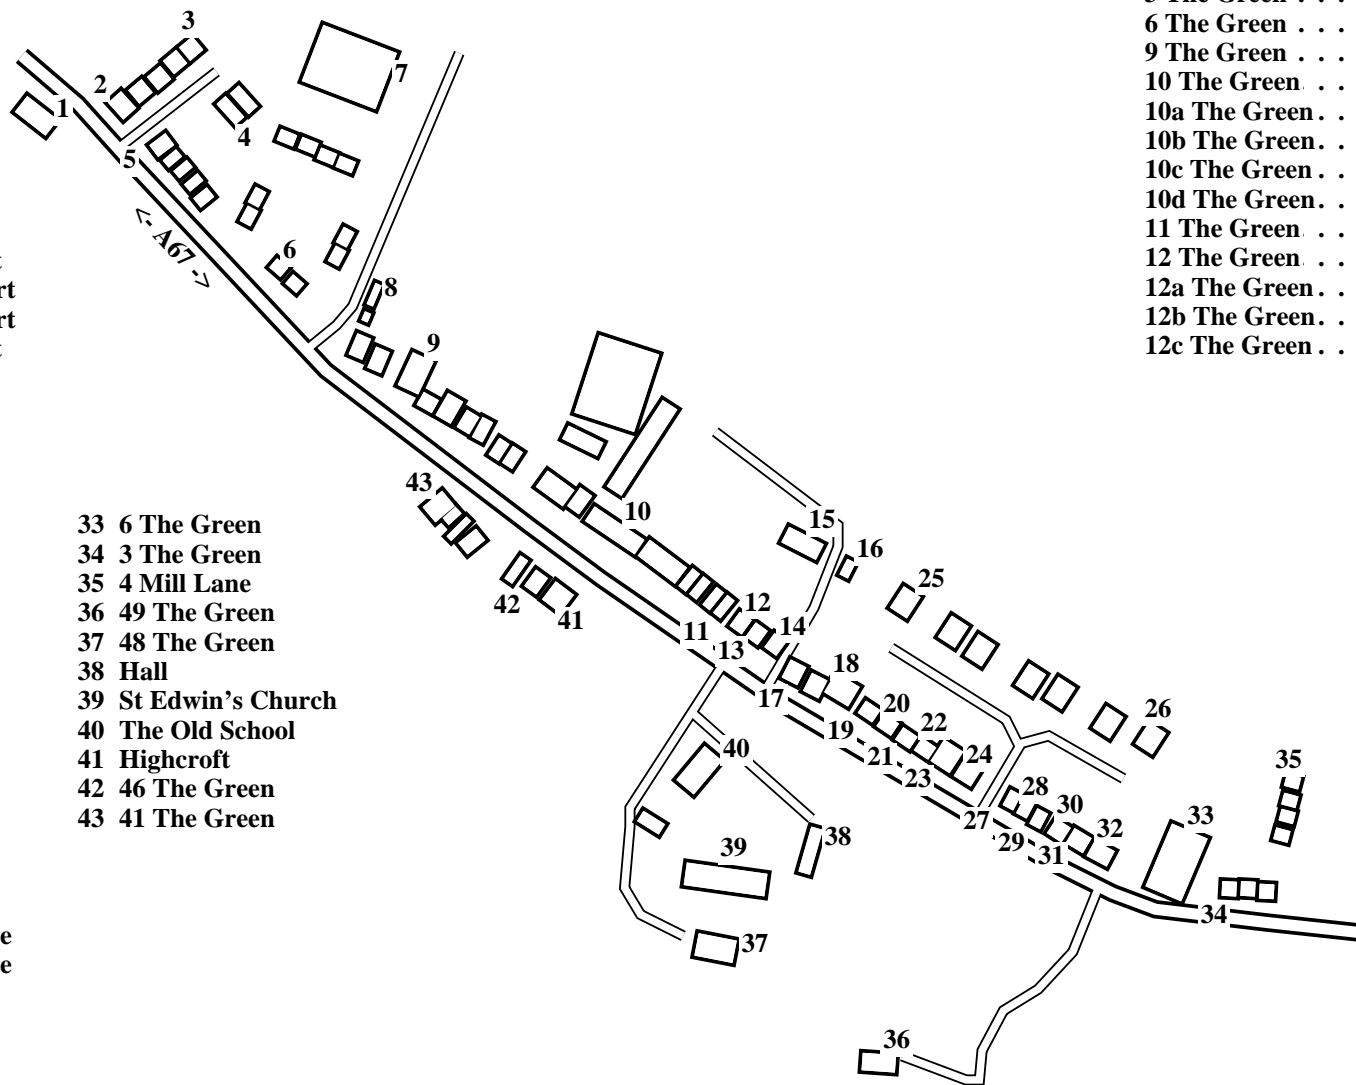 3
2
1
7
4
5
<- A67 ->
6
8
9
t
rt
rt
t
6 The Green . . .
9 The Green . . .
10 The Green . . .
10a The Green . .
10b The Green . .
10c The Green . .
10d The Green . .
11 The Green . . .
12 The Green . . .
12a The Green . .
12b The Green . .
12c The Green . .
43
10
42
41
15
16
25
12
11
13
14
17
18
19
20
21
22
23
24
26
27
28
29
30
31
32
33
34
35
40
38
39
37
36
33 6 The Green
34 3 The Green
35 4 Mill Lane
36 49 The Green
37 48 The Green
38 Hall
39 St Edwin's Church
40 The Old School
41 Highcroft
42 46 The Green
43 41 The Green
e
e